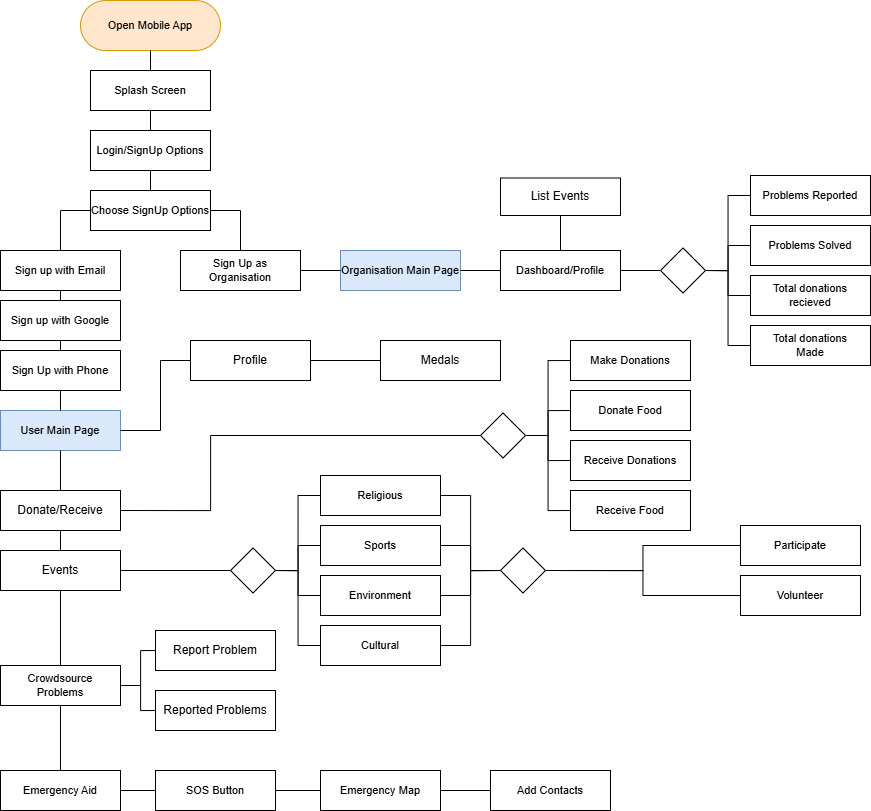 Open Mobile App
Splash Screen
Login/SignUp Options
Choose SignUp Options
List Events
Problems Reported
Problems Solved
Sign up with Email
Sign Up as
Organisation
Organisation Main Page
Dashboard/Profile
Total donations
recieved
Sign up with Google
Total donations
Made
Sign Up with Phone
Profile
Medals
Make Donations
Donate Food
User Main Page
Receive Donations
Donate/Receive
Religious
Receive Food
Events
Sports
Participate
Environment
Volunteer
Cultural
Report Problem
Crowdsource
Problems
Reported Problems
Emergency Aid
SOS Button
Emergency Map
Add Contacts